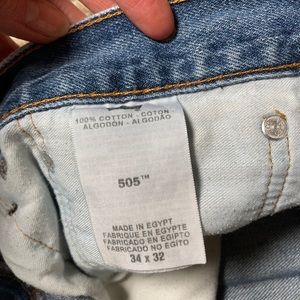 100% COTTON - COTON
ALGODÓN - ALGODÃO
505™
MADE IN EGYPT
FABRIQUE EN EGYPTE
FABRICADO EN EGIPTO
FABRICADO NO EGITO
34 x 32